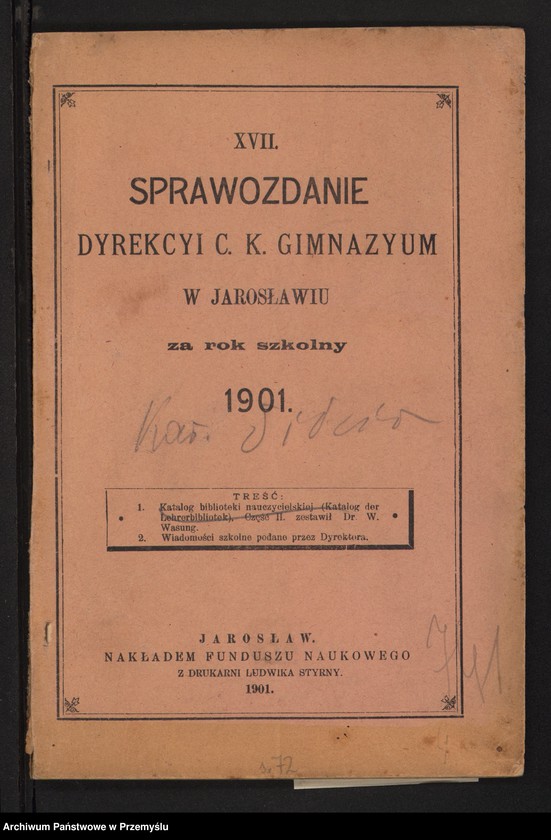 XVII.
SPRAWOZDANIE
DYREKCYI C. K. GIMNAZYUM
W JAROSŁAWIU
za rok szkolny
1901.
TREŚĆ:
1. Katalog biblioteki nauczycielskiej (Katalog der
Lehrerbibliotek), Część II. zestawił Dr. W.
Wasung.
2. Wiadomości szkolne podane przez Dyrektora.
JAROSŁAW.
NAKŁADEM FUNDUSZU NAUKOWEGO
Z DRUKARNI LUDWIKA STYRNY.
1901.
s. 72
Archiwum Państwowe w Przemyślu